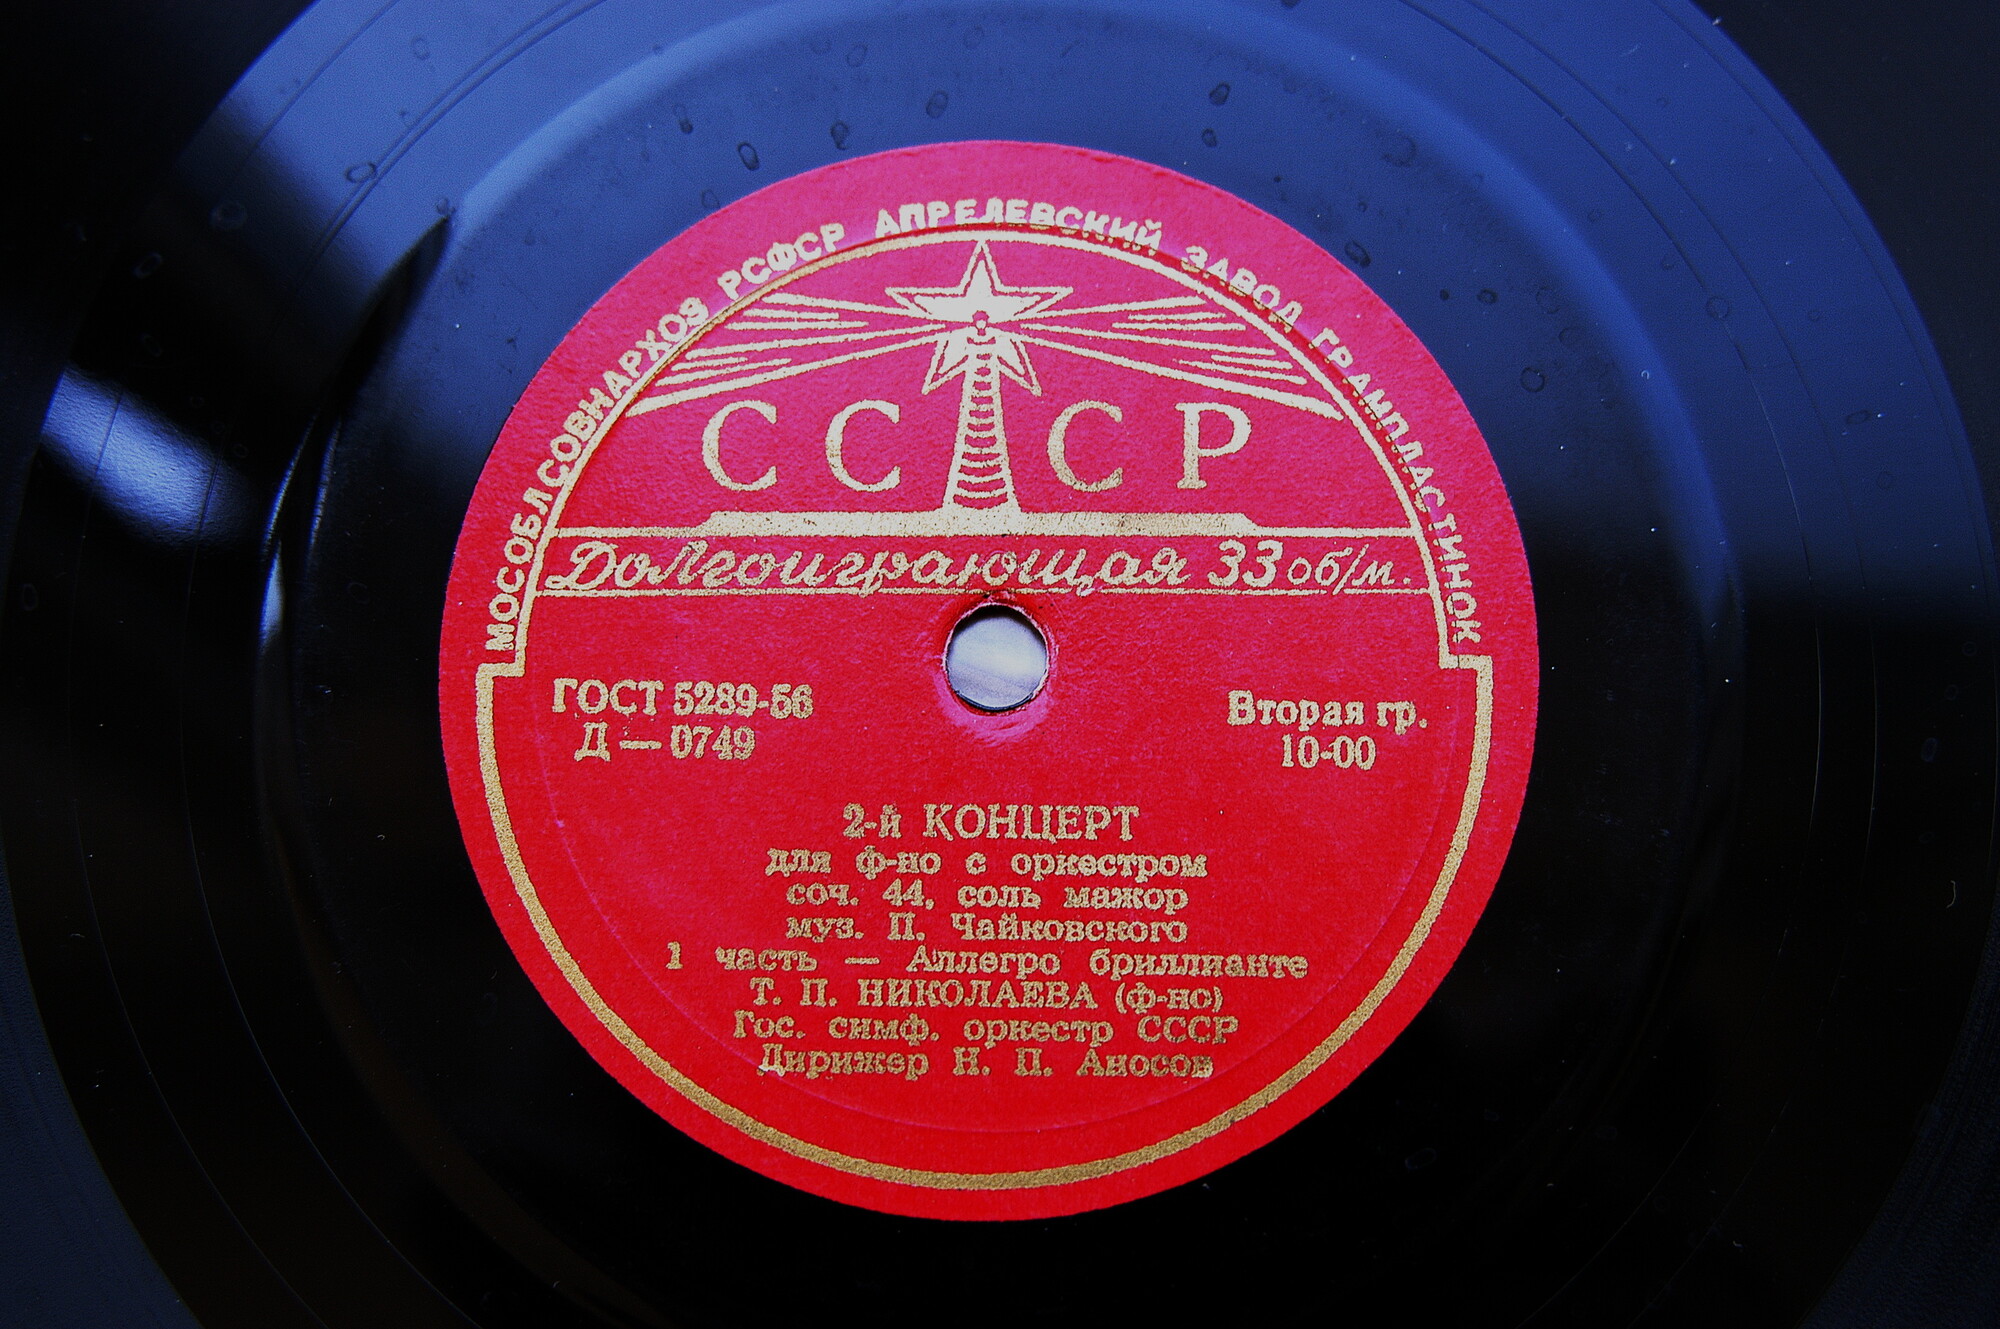 МОСОБЛСОВНАРХОЗ РСФСР АПРЕЛЕВСКИЙ ЗАВОД ГРАМПЛАСТИНОК
СССР
Долгоиграющая 33 об/м.
ГОСТ 5289-56
Д — 0749
Вторая гр.
10-00
2-й КОНЦЕРТ
для ф-но с оркестром
соч. 44, соль мажор
муз. П. Чайковского
1 часть — Аллегро бриллианте
Т. П. НИКОЛАЕВА (ф-но)
Гос. симф. оркестр СССР
Дирижер Н. П. Аносов